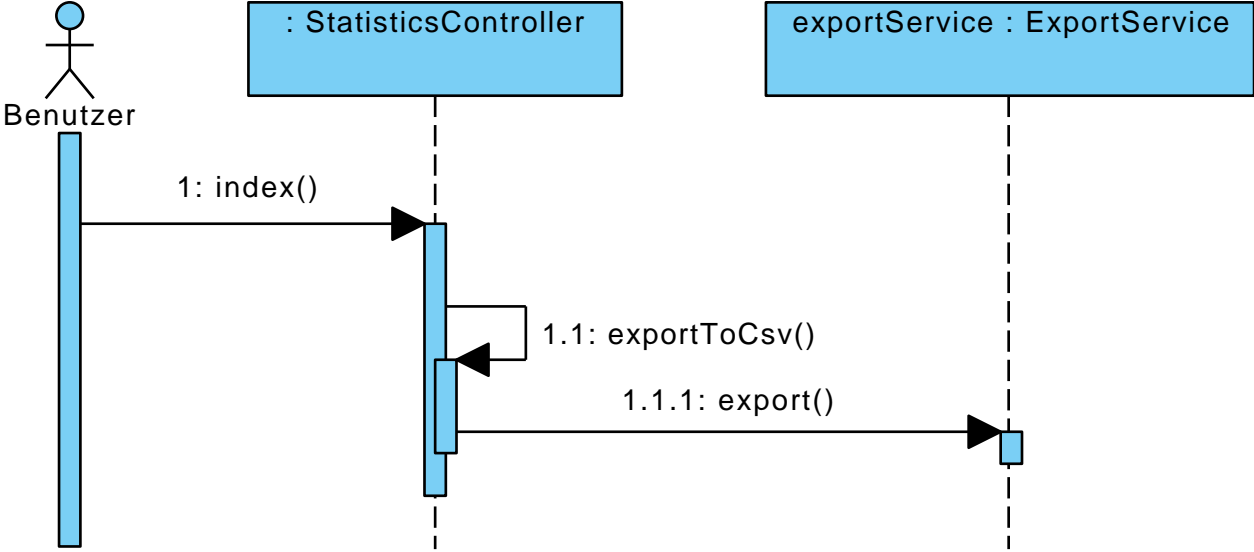 : StatisticsController
exportService : ExportService
Benutzer
1: index()
1.1: exportToCsv()
1.1.1: export()